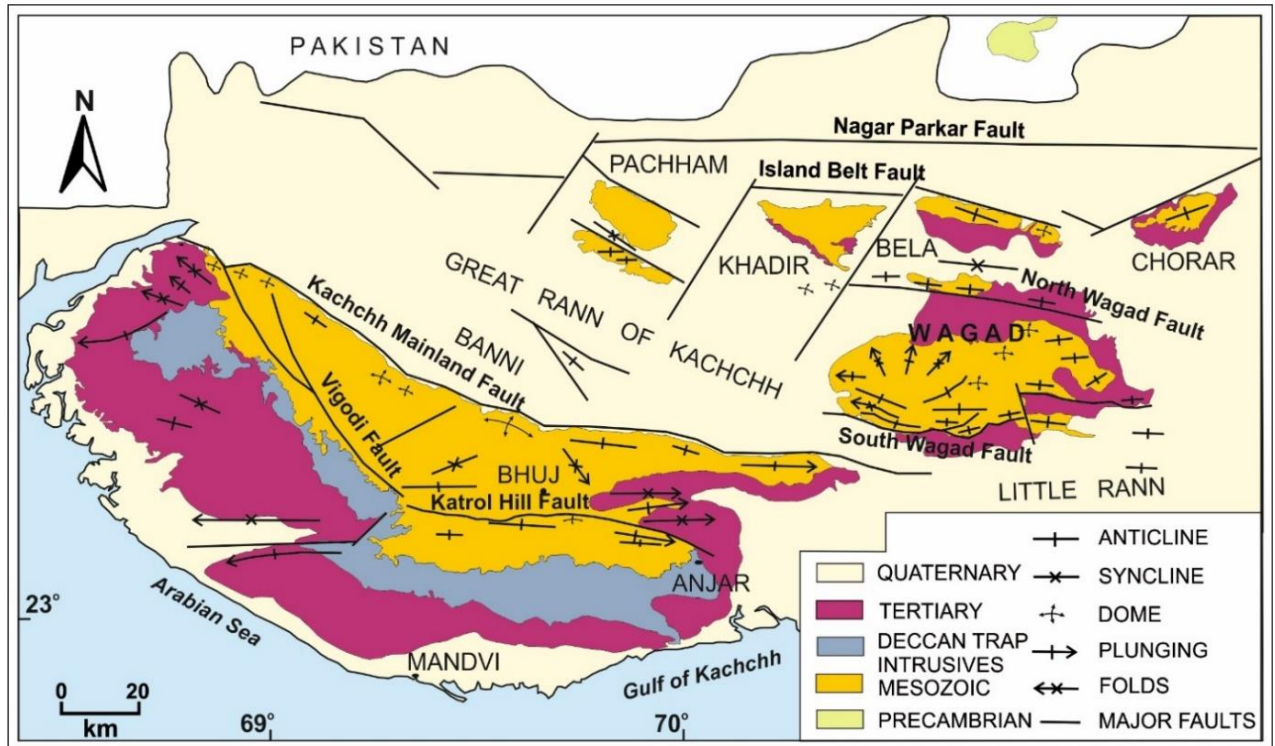 PAKISTAN
N
Nagar Parkar Fault
PACHHAM
Island Belt Fault
KHADIR
BELA
CHORAR
GREAT RANN OF KACHCHH
North Wagad Fault
Kachchh Mainland Fault
BANNI
WAGAD
Vigodi Fault
South Wagad Fault
BHUJ
Katrol Hill Fault
LITTLE RANN
ANJAR
23°
Arabian Sea
MANDVI
Gulf of Kachchh
0 20
km
69°
70°
QUATERNARY
TERTIARY
DECCAN TRAP
INTRUSIVES
MESOZOIC
PRECAMBRIAN
ANTICLINE
SYNCLINE
DOME
PLUNGING
FOLDS
MAJOR FAULTS